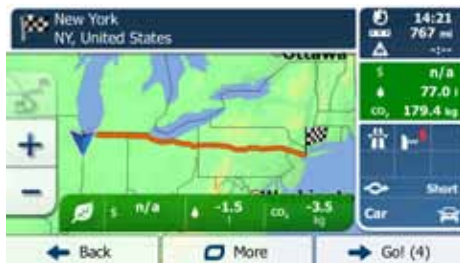 New York
NY, United States
14:21
767 mi
-:--
Ottawa
S n/a
77.0 l
CO₂ 179.4 kg
Short
Car
S n/a
-1.5
l
CO₂ -3.5
kg
Back
More
Go! (4)